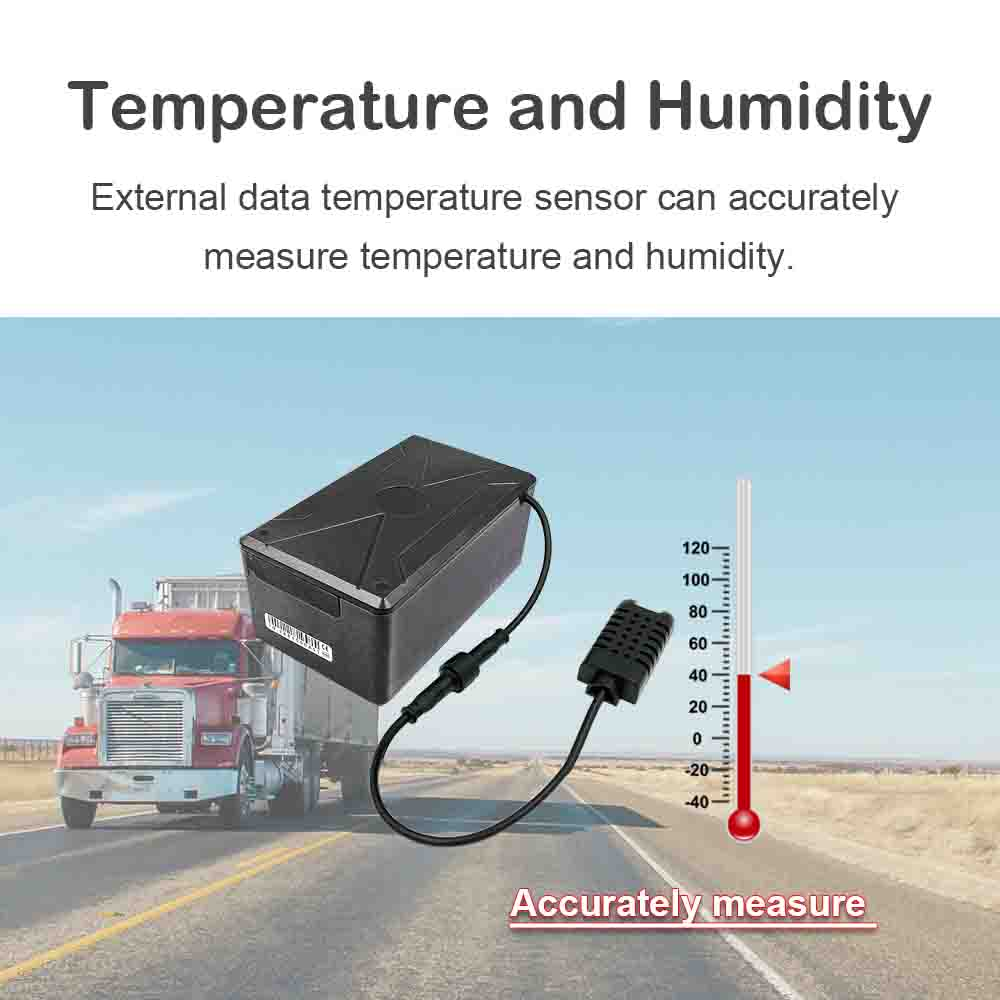 Temperature and Humidity
External data temperature sensor can accurately
measure temperature and humidity.
120
100
80
60
40
20
0
-20
-40
Accurately measure